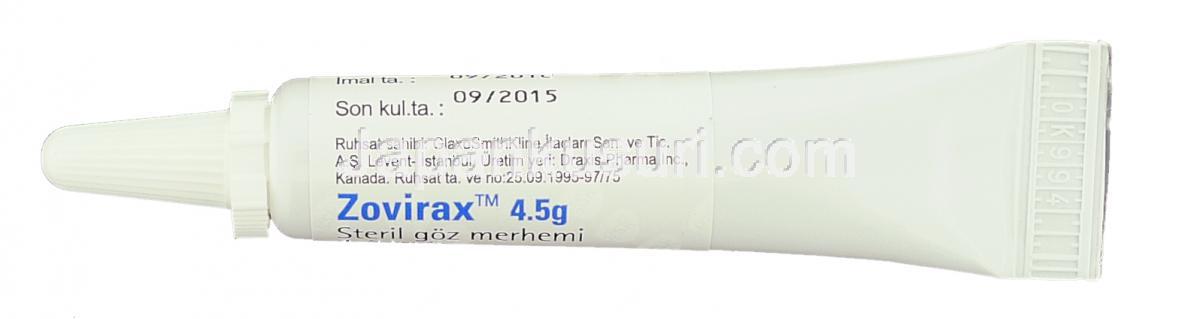 İmal ta. :
Son kul.ta. : 09/2015
Ruhsat sahibi: GlaxoSmithKline İlaçları San. ve Tic.
A.Ş. Levent-İstanbul, Üretim yeri: Draxis Pharma Inc.,
Kanada. Ruhsat ta. ve no:25.09.1995-97/75
Zovirax™ 4.5g
Steril göz merhemi